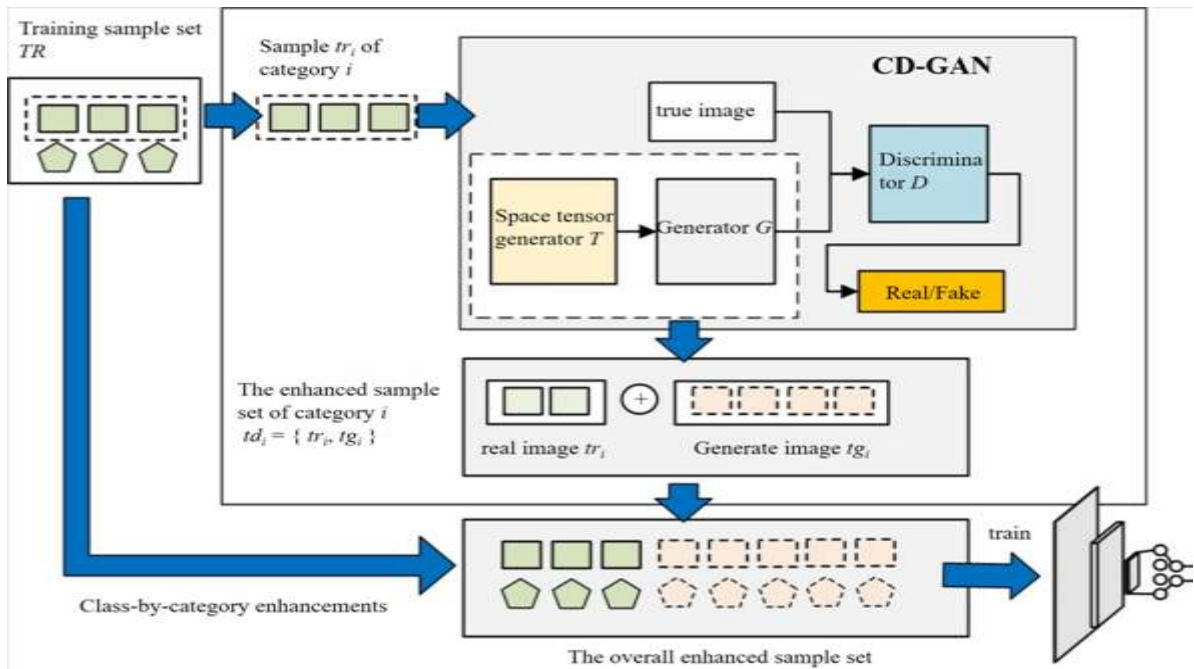 Training sample set
TR
Sample tr_i of
category i
CD-GAN
true image
Discrimina
tor D
Space tensor
generator T
Generator G
Real/Fake
The enhanced sample
set of category i
td_i = { tr_i, tg_i }
+
real image tr_i
Generate image tg_i
train
Class-by-category enhancements
The overall enhanced sample set